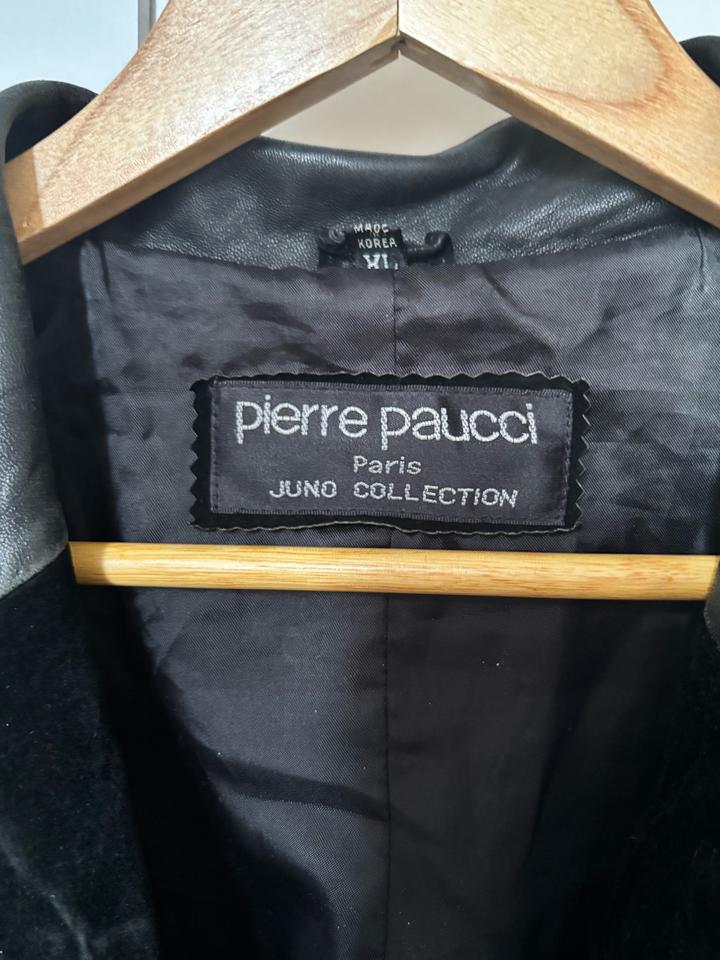 MADE
KOREA
XL
pierre paucci
Paris
JUNO COLLECTION